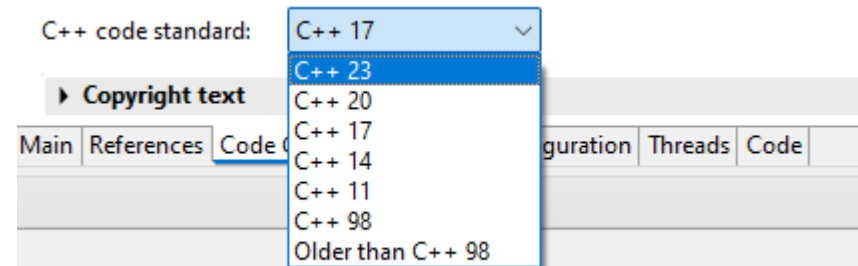 C++ code standard: C++ 17
C++ 23
Copyright text C++ 20
C++ 17
Main References Code guration Threads Code
C++ 14
C++ 11
C++ 98
Older than C++ 98